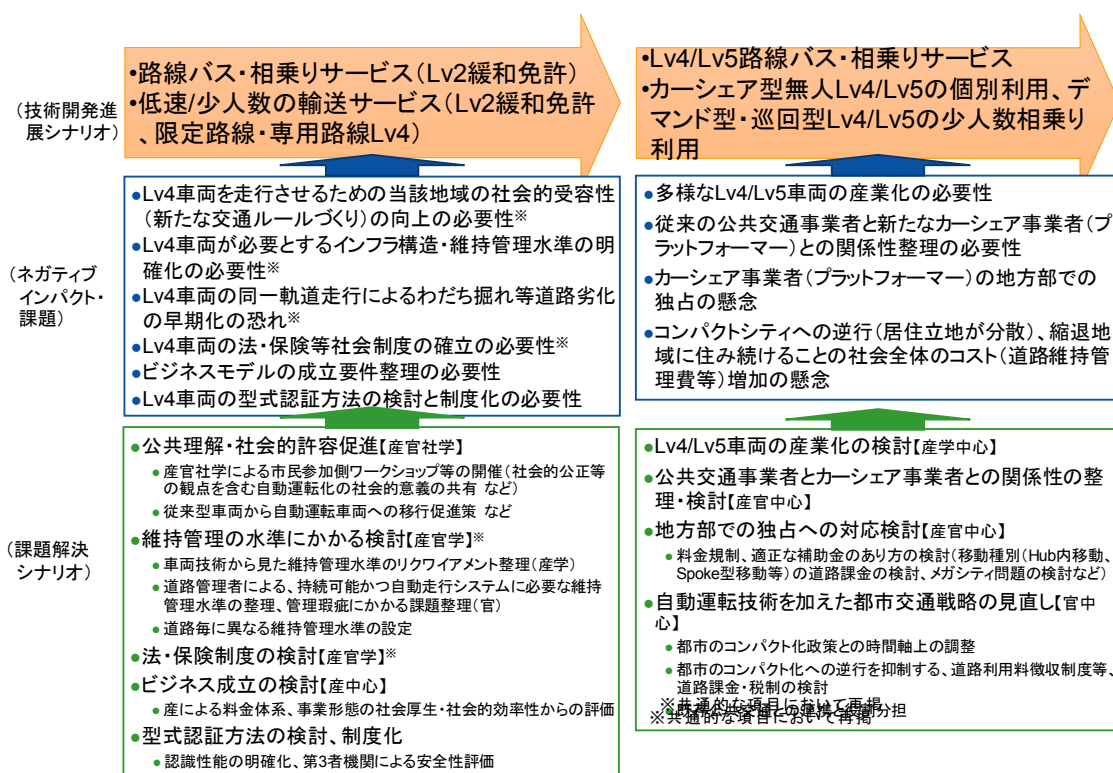 (技術開発進
展シナリオ)
•路線バス・相乗りサービス(Lv2緩和免許)
•低速/少人数の輸送サービス(Lv2緩和免許
、限定路線・専用路線Lv4)
•Lv4/Lv5路線バス・相乗りサービス
•カーシェア型無人Lv4/Lv5の個別利用、デ
マンド型・巡回型Lv4/Lv5の少人数相乗り
利用
(ネガティブ
インパクト・
課題)
●Lv4車両を走行させるための当該地域の社会的受容性
(新たな交通ルールづくり)の向上の必要性※
●Lv4車両が必要とするインフラ構造・維持管理水準の明
確化の必要性※
●Lv4車両の同一軌道走行によるわだち掘れ等道路劣化
の早期化の恐れ※
●Lv4車両の法・保険等社会制度の確立の必要性※
●ビジネスモデルの成立要件整理の必要性
●Lv4車両の型式認証方法の検討と制度化の必要性
●多様なLv4/Lv5車両の産業化の必要性
●従来の公共交通事業者と新たなカーシェア事業者(プ
ラットフォーマー)との関係性整理の必要性
●カーシェア事業者(プラットフォーマー)の地方部での
独占の懸念
●コンパクトシティへの逆行(居住立地が分散)、縮退地
域に住み続けることの社会全体のコスト(道路維持管
理費等)増加の懸念
(課題解決
シナリオ)
●公共理解・社会的許容促進【産官社学】
●産官社学による市民参加側ワークショップ等の開催(社会的公正等
の観点を含む自動運転化の社会的意義の共有 など)
●従来型車両から自動運転車両への移行促進策 など
●維持管理の水準にかかる検討【産官学】※
●車両技術から見た維持管理水準のリクワイアメント整理(産学)
●道路管理者による、持続可能かつ自動走行システムに必要な維持
管理水準の整理、管理瑕疵にかかる課題整理(官)
●道路毎に異なる維持管理水準の設定
●法・保険制度の検討【産官学】※
●ビジネス成立の検討【産中心】
●産による料金体系、事業形態の社会厚生・社会的効率性からの評価
●型式認証方法の検討、制度化
●認識性能の明確化、第3者機関による安全性評価
●Lv4/Lv5車両の産業化の検討【産学中心】
●公共交通事業者とカーシェア事業者との関係性の整
理・検討【産官中心】
●地方部での独占への対応検討【産官中心】
●料金規制、適正な補助金のあり方の検討(移動種別(Hub内移動、
Spoke型移動等)の道路課金の検討、メガシティ問題の検討など)
●自動運転技術を加えた都市交通戦略の見直し【官中
心】
●都市のコンパクト化政策との時間軸上の調整
●都市のコンパクト化への逆行を抑制する、道路利用料徴収制度等、
道路課金・税制の検討
※共通的な項目において再掲
※共通的な項目において再掲